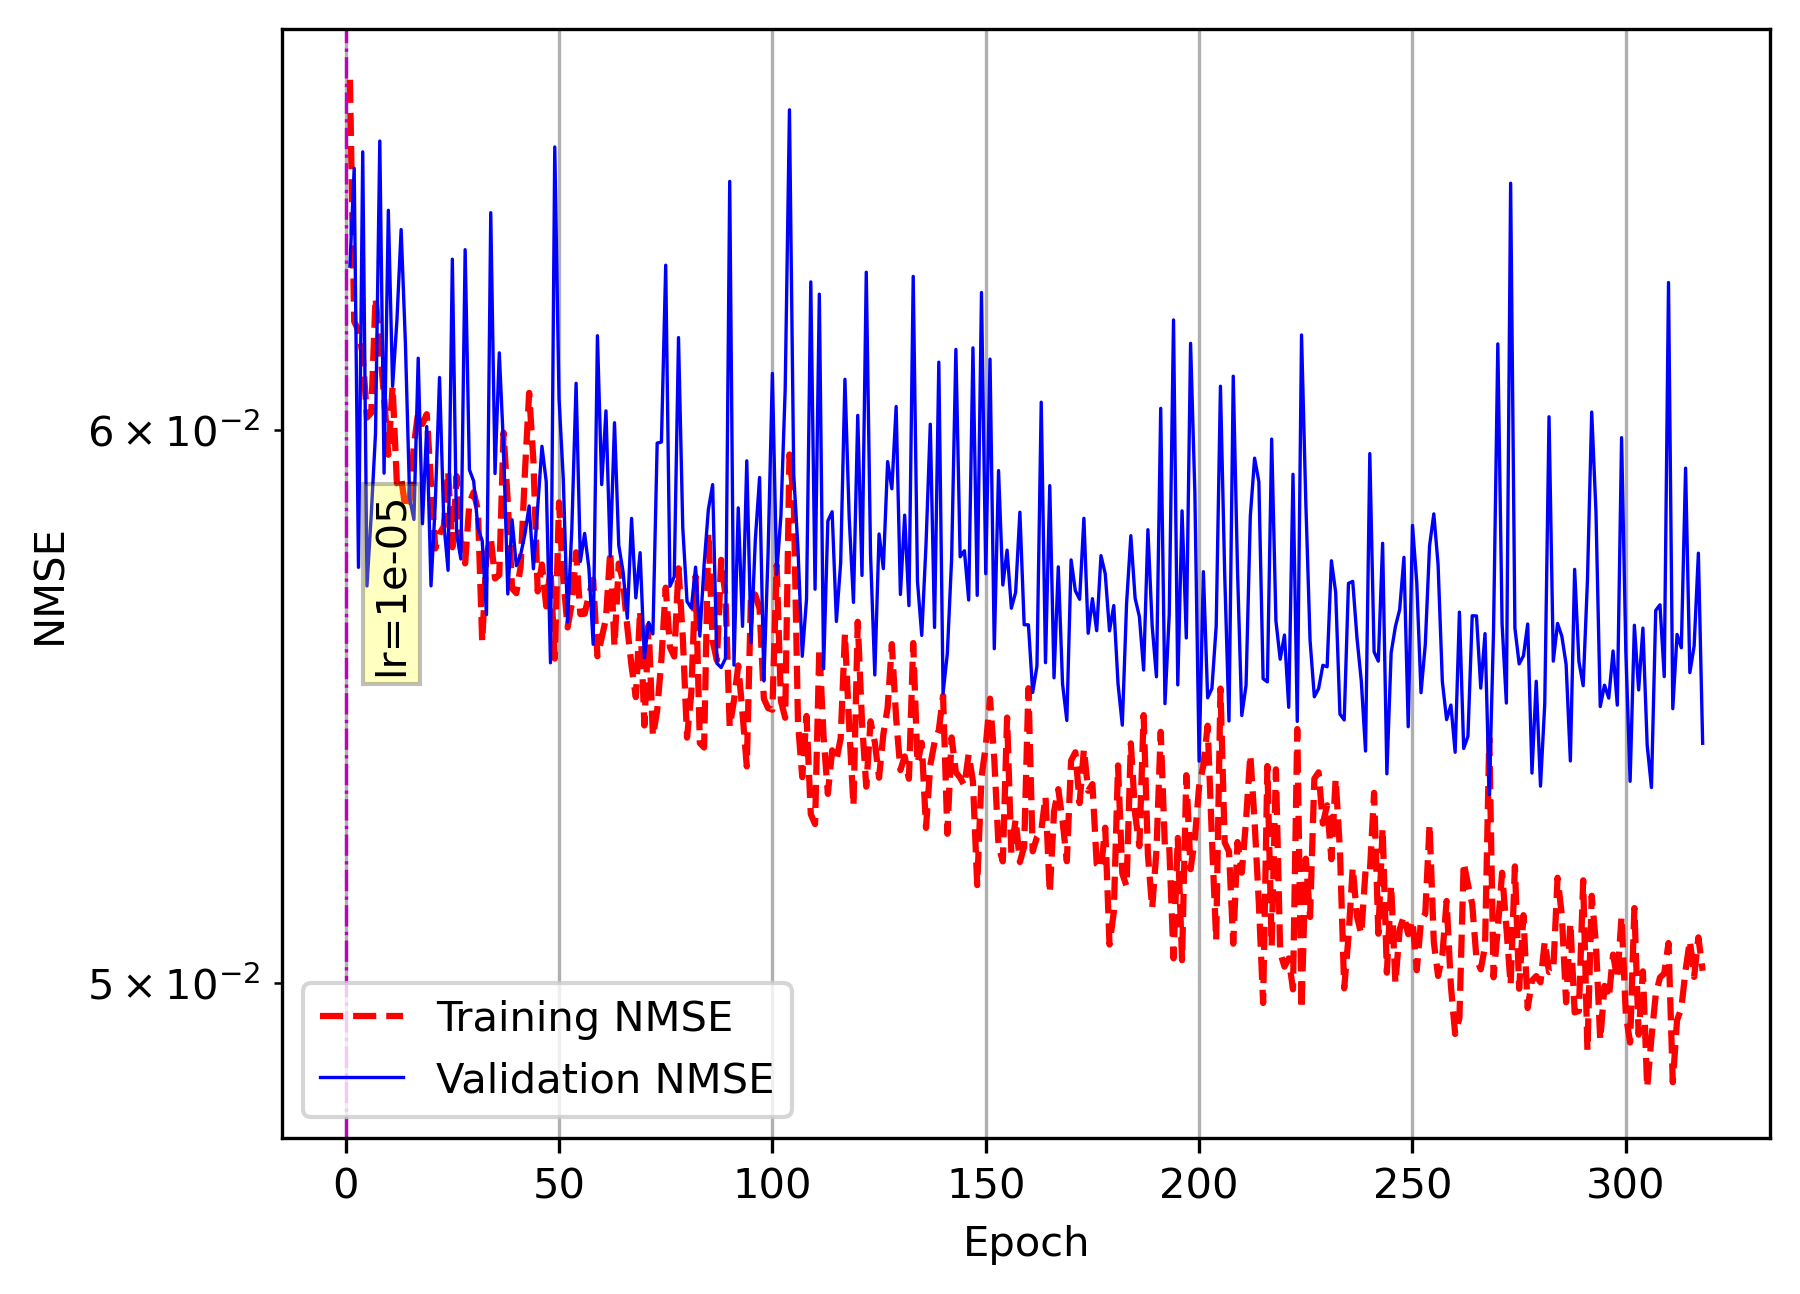 NMSE
6 × 10⁻²
5 × 10⁻²
lr=1e-05
Training NMSE
Validation NMSE
0 50 100 150 200 250 300
Epoch